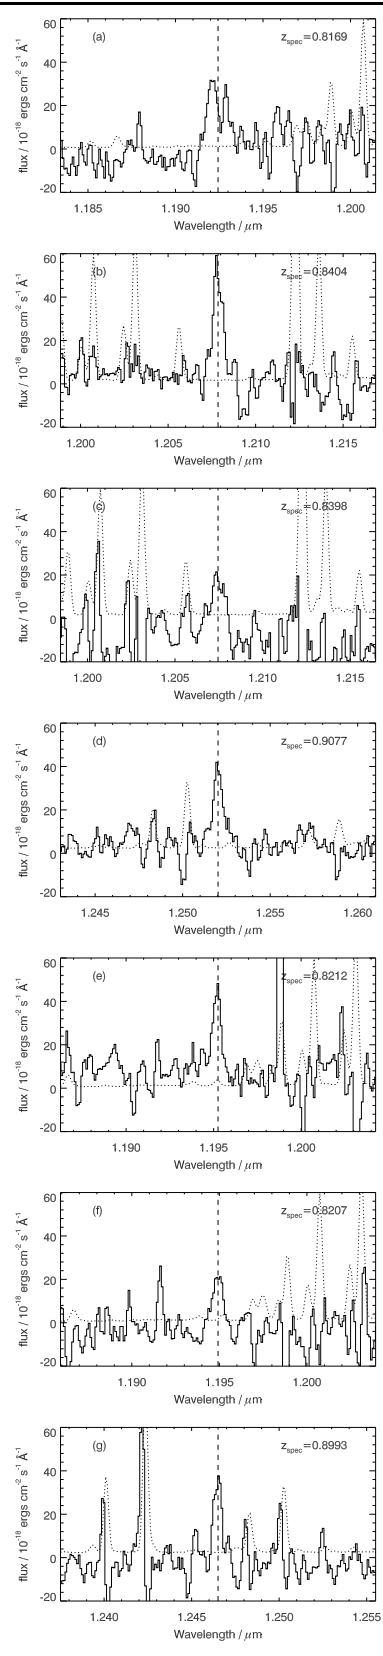 60
(a)
z_spec=0.8169
40
20
0
-20
flux / 10^-18 ergs cm^-2 s^-1 Å^-1
1.185 1.190 1.195 1.200
Wavelength / μm
60
(b)
z_spec=0.8404
40
20
0
-20
flux / 10^-18 ergs cm^-2 s^-1 Å^-1
1.200 1.205 1.210 1.215
Wavelength / μm
60
(c)
z_spec=0.8398
40
20
0
-20
flux / 10^-18 ergs cm^-2 s^-1 Å^-1
1.200 1.205 1.210 1.215
Wavelength / μm
60
(d)
z_spec=0.9077
40
20
0
-20
flux / 10^-18 ergs cm^-2 s^-1 Å^-1
1.245 1.250 1.255 1.260
Wavelength / μm
60
(e)
z_spec=0.8212
40
20
0
-20
flux / 10^-18 ergs cm^-2 s^-1 Å^-1
1.190 1.195 1.200
Wavelength / μm
60
(f)
z_spec=0.8207
40
20
0
-20
flux / 10^-18 ergs cm^-2 s^-1 Å^-1
1.190 1.195 1.200
Wavelength / μm
60
(g)
z_spec=0.8993
40
20
0
-20
flux / 10^-18 ergs cm^-2 s^-1 Å^-1
1.240 1.245 1.250 1.255
Wavelength / μm